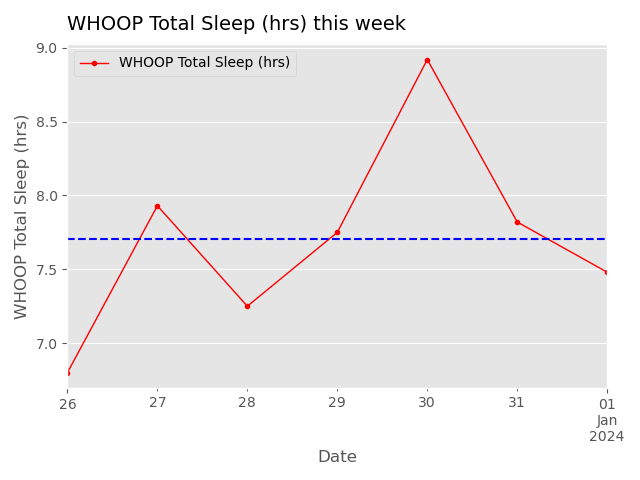 WHOOP Total Sleep (hrs) this week
WHOOP Total Sleep (hrs)
WHOOP Total Sleep (hrs)
9.0
8.5
8.0
7.5
7.0
26 27 28 29 30 31 01
Jan
2024
Date